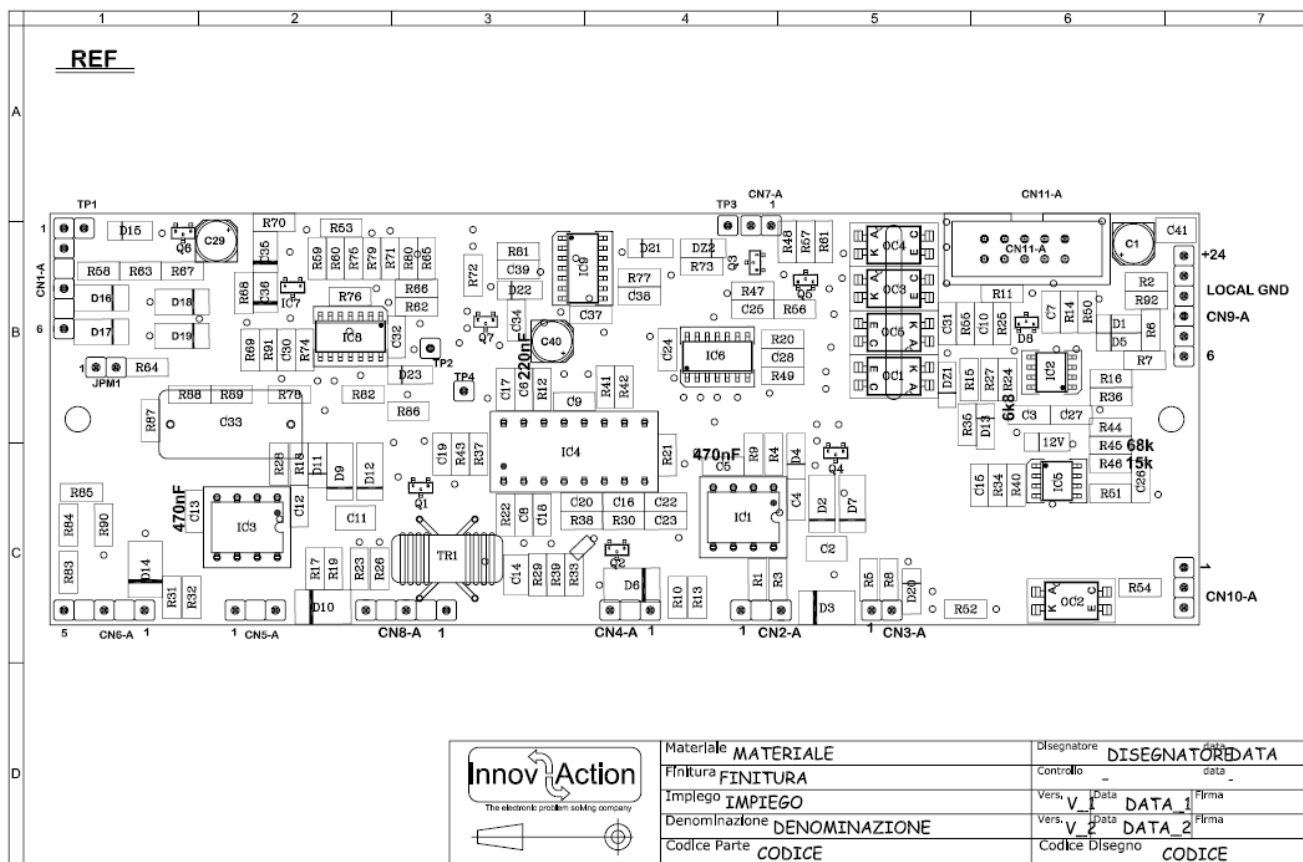 1 2 3 4 5 6 7
REF
A
TP1 TP3 CN7-A CN11-A
1 D15 Q6 C29 R70 R53 1 C41
C35 R59 R60 R75 R79 R71 R80 R65 R81 IC9 D21 DZ2 Q3 R48 R57 R61 A K OC4 C E CN11-A C1 +24
CN1-A R58 R63 R67 R68 R72 C39 R77 R73 R2
D16 D18 C36 IC7 R76 R66 D22 C38 R47 Q5 A K OC3 C E R11 R92 LOCAL GND
B R62 C34 C37 C25 R56 C31 R55 C10 R25 C7 R14 R50 CN9-A
6 D17 D19 R69 R91 C30 R74 IC8 C32 Q7 220nF C40 C24 IC6 R20 E C OC5 K A D8 D1 D5 R6
TP2 C28 R7 6
1 JPM1 R64 D23 TP4 R49 E C OC1 K A DZ1 R15 R27 R24 IC2 R16
R88 R89 R78 R82 C17 C6 R12 C9 R41 R42 6k8 R36
R87 C33 R86 R35 D13 C3 C27 R44
R28 R18 D11 D9 D12 C19 R43 R37 IC4 R21 470nF C5 R9 R4 D4 Q4 12V R45 68k
R85 Q1 C15 R34 R40 IC5 R46 15k
470nF C13 IC3 C12 C11 R22 C8 C18 C20 C16 C22 IC1 C4 D2 D7 R51 C26
R84 R90 R38 R30 C23
C R83 D14 R17 R19 R23 R26 TR1 C14 R29 R39 R33 Q2 R1 R3 C2 R5 R8 1
R31 R32 D10 D6 R10 R13 D3 D20 R52 A K OC2 C E R54 CN10-A
5 CN6-A 1 1 CN5-A CN8-A 1 CN4-A 1 1 CN2-A 1 CN3-A
D
Innov Action
The electronic problem solving company
Materiale MATERIALE
Finitura FINITURA
Impiego IMPIEGO
Denominazione DENOMINAZIONE
Codice Parte CODICE
Disegnatore DISEGNATORE data DATA
Controllo - data -
Vers. V_1 Data DATA_1 Firma
Vers. V_2 Data DATA_2 Firma
Codice Disegno CODICE